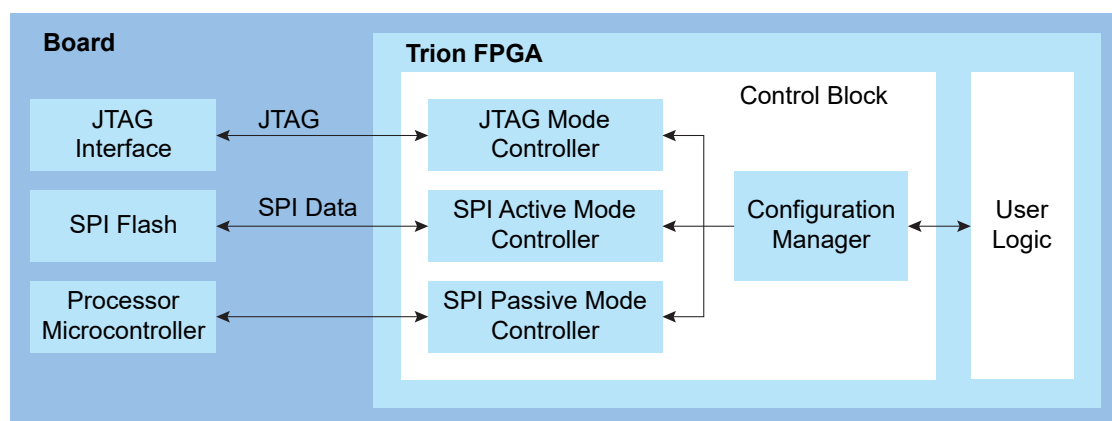 Board
Trion FPGA
Control Block
JTAG
Interface
JTAG
JTAG Mode
Controller
SPI Flash
SPI Data
SPI Active Mode
Controller
Configuration
Manager
User
Logic
Processor
Microcontroller
SPI Passive Mode
Controller